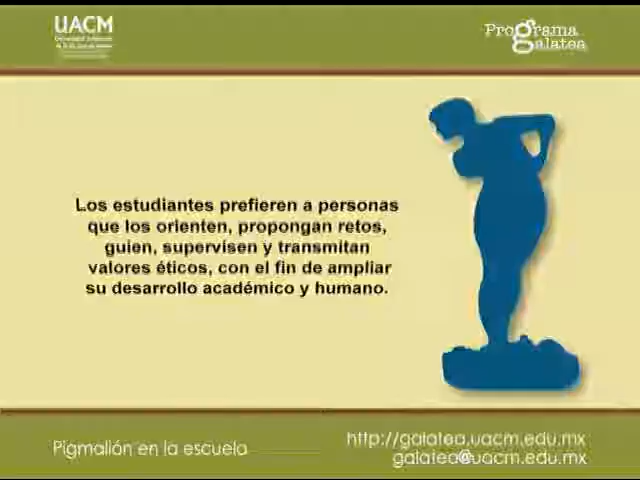 UACM
Programa
Galatea
Los estudiantes prefieren a personas
que los orienten, propongan retos,
guien, supervisen y transmitan
valores éticos, con el fin de ampliar
su desarrollo académico y humano.
Pigmalión en la escuela
http://galatea.uacm.edu.mx
galatea@uacm.edu.mx